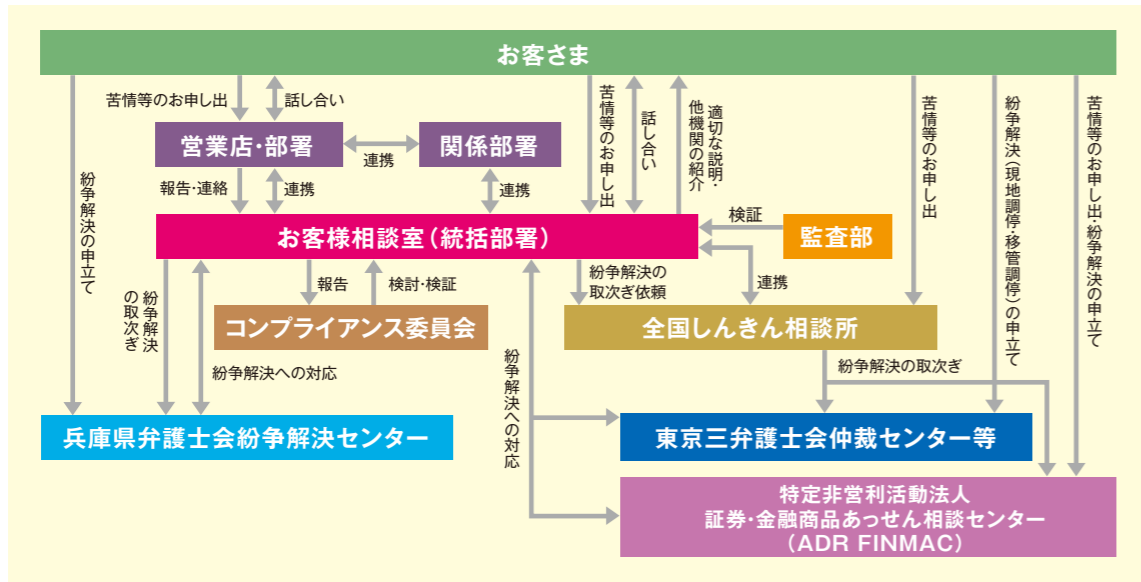 お客さま
苦情等のお申し出
話し合い
苦情等のお申し出
話し合い
適切な説明・
他機関の紹介
苦情等のお申し出
紛争解決（現地調停・移管調停）の申立て
苦情等のお申し出・紛争解決の申立て
紛争解決の申立て
営業店・部署
連携
関係部署
報告・連絡
連携
連携
お客様相談室（統括部署）
検証
監査部
紛争解決
の取次ぎ
報告
検討・検証
紛争解決の
取次ぎ依頼
連携
コンプライアンス委員会
全国しんきん相談所
紛争解決への対応
紛争解決への対応
紛争解決の取次ぎ
兵庫県弁護士会紛争解決センター
東京三弁護士会仲裁センター等
特定非営利活動法人
証券・金融商品あっせん相談センター
（ADR FINMAC）